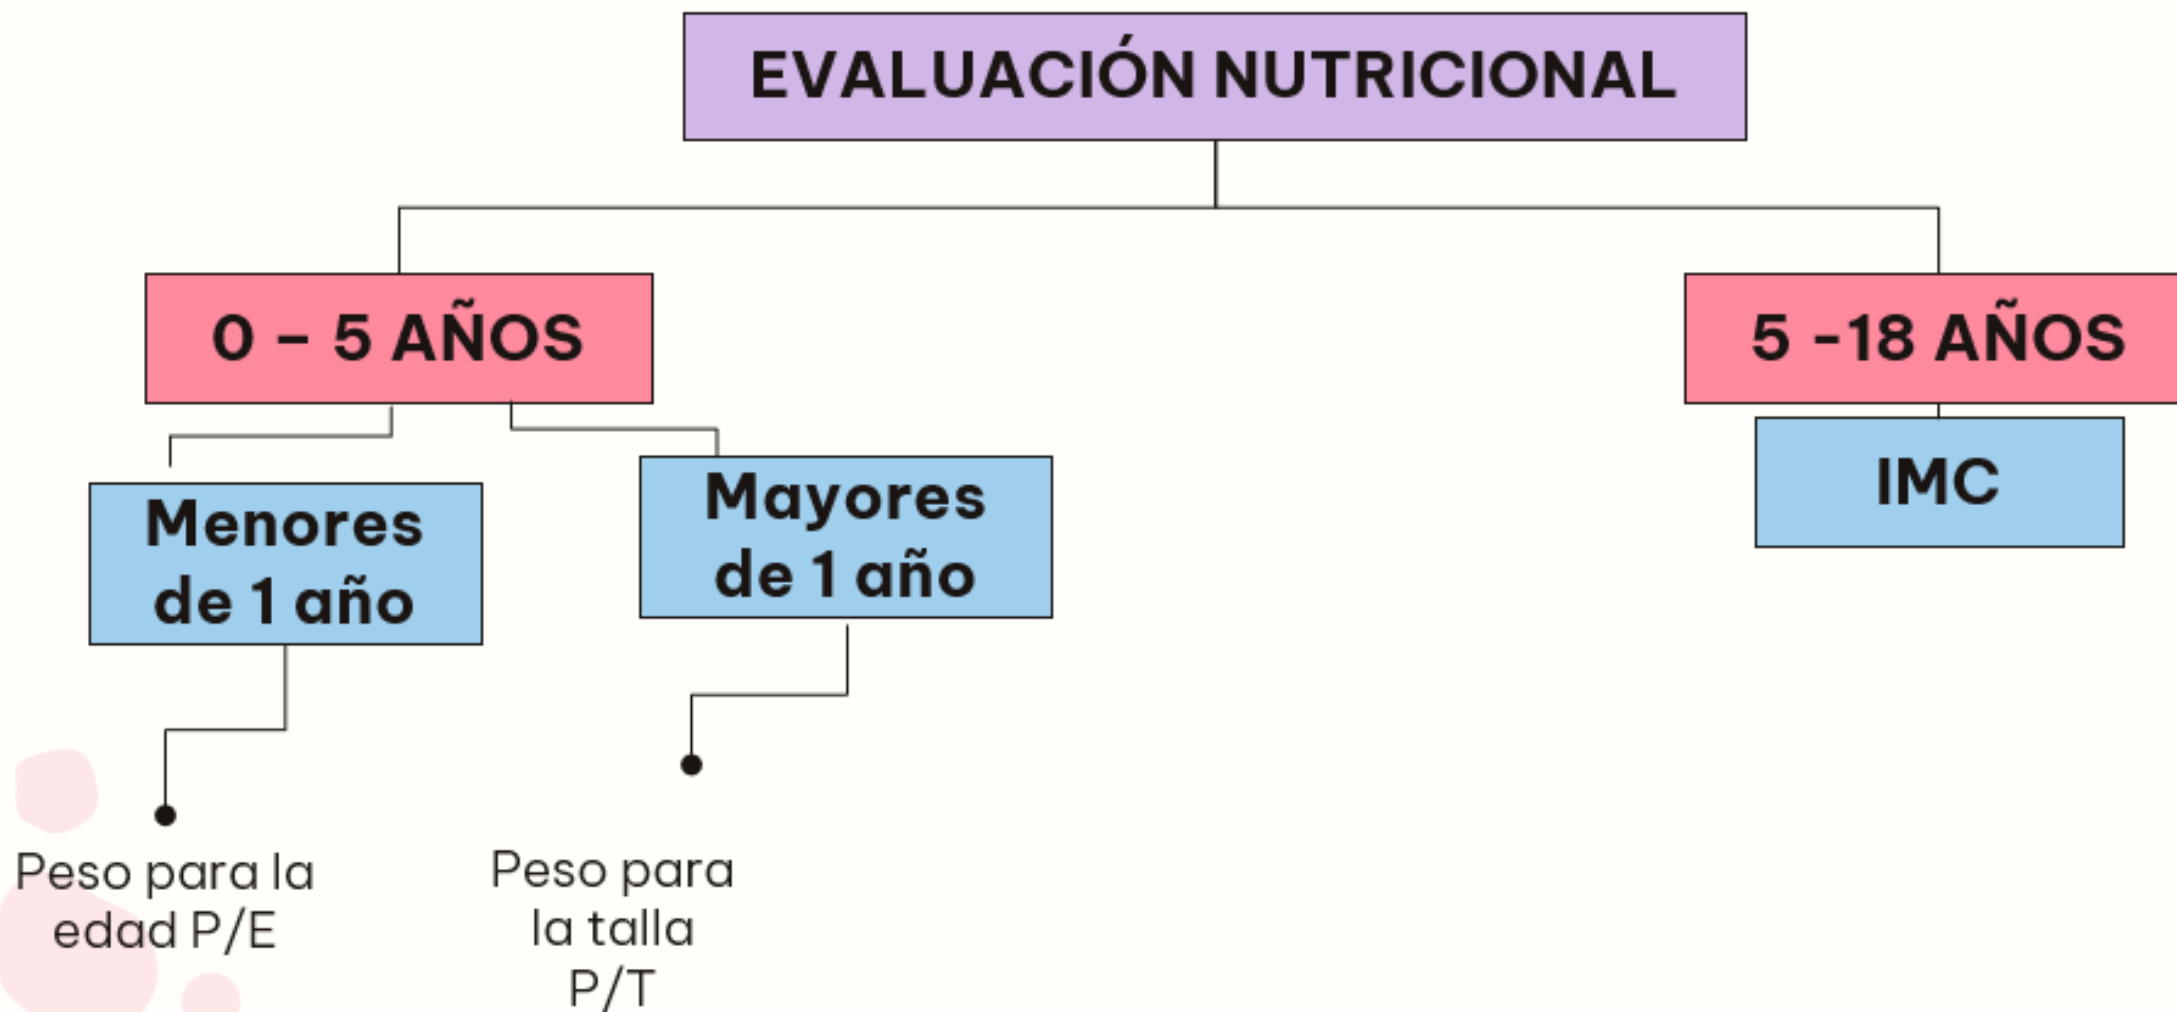 EVALUACIÓN NUTRICIONAL
0 – 5 AÑOS
5 -18 AÑOS
Menores
de 1 año
Mayores
de 1 año
IMC
Peso para la
edad P/E
Peso para
la talla
P/T